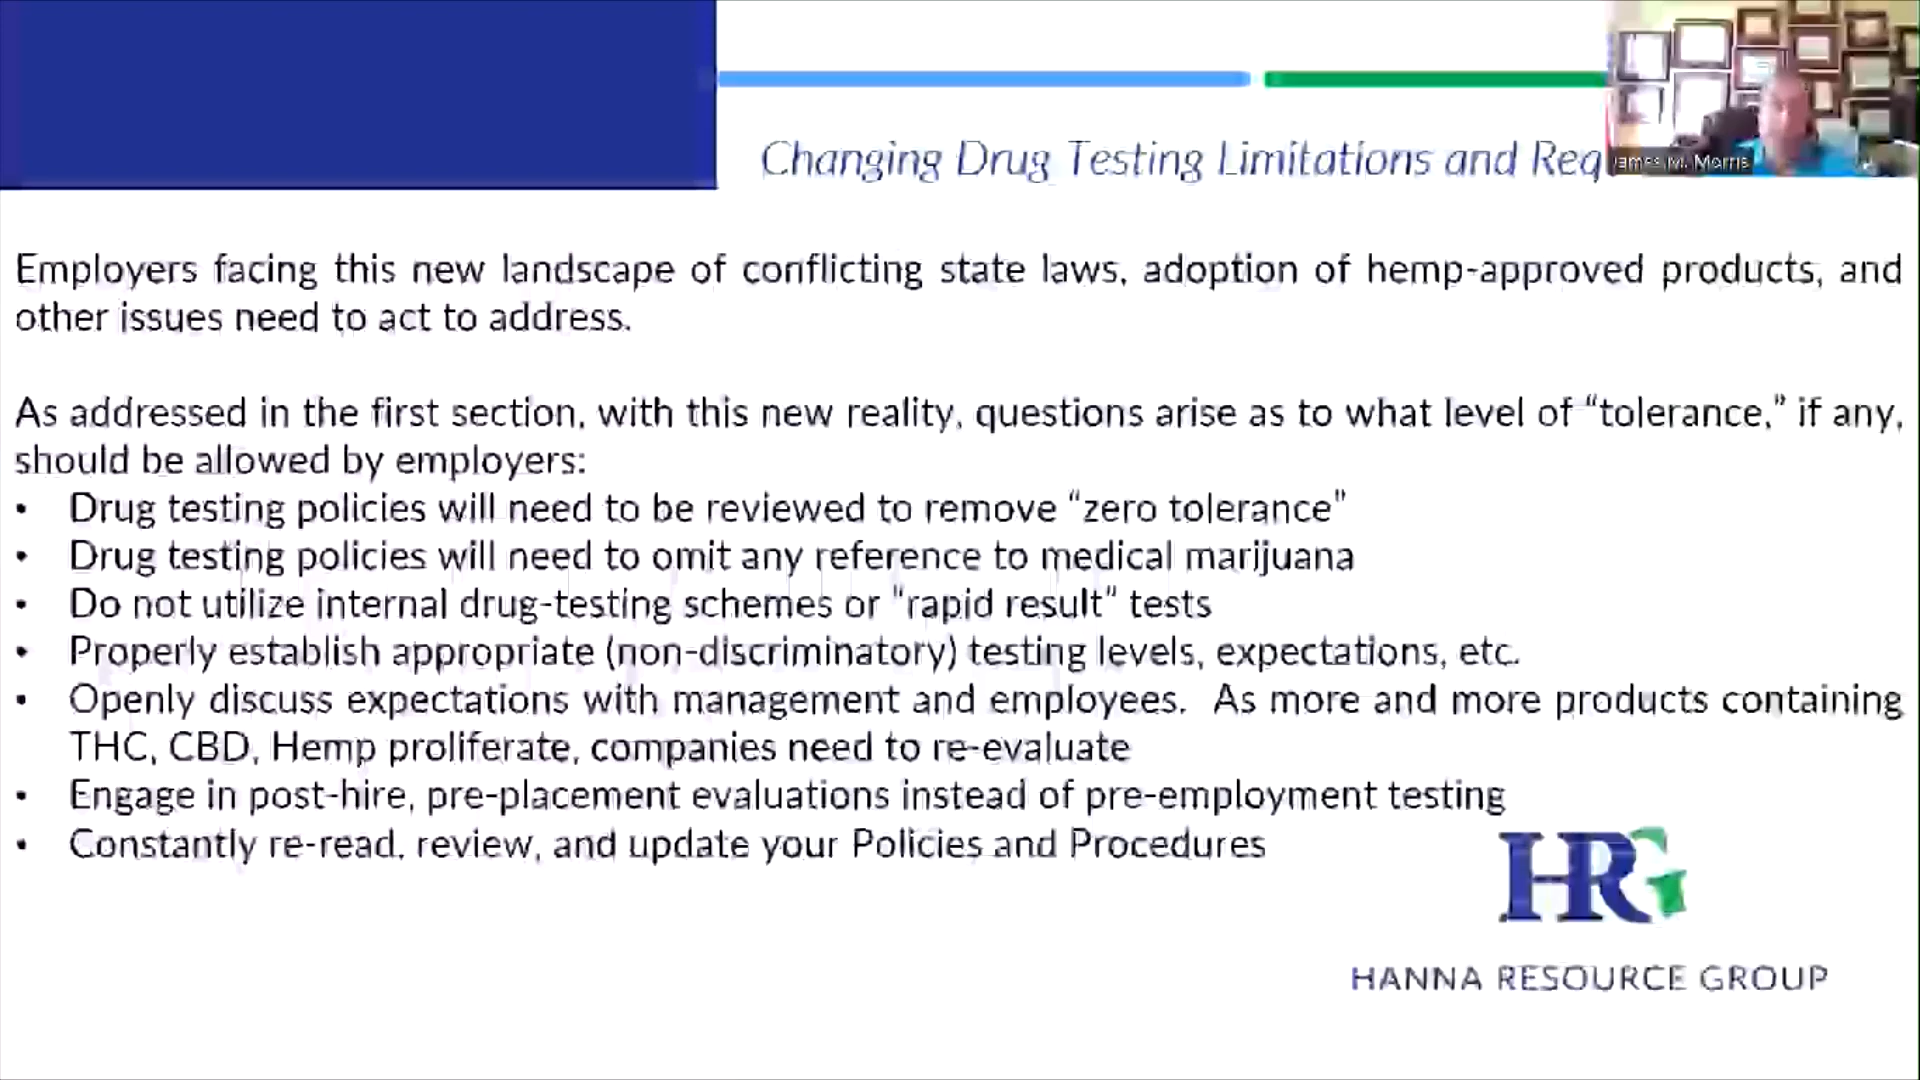 Changing Drug Testing Limitations and Req
James M. Morris
Employers facing this new landscape of conflicting state laws, adoption of hemp-approved products, and
other issues need to act to address.
As addressed in the first section, with this new reality, questions arise as to what level of “tolerance,” if any,
should be allowed by employers:
• Drug testing policies will need to be reviewed to remove “zero tolerance”
• Drug testing policies will need to omit any reference to medical marijuana
• Do not utilize internal drug-testing schemes or “rapid result” tests
• Properly establish appropriate (non-discriminatory) testing levels, expectations, etc.
• Openly discuss expectations with management and employees. As more and more products containing
THC, CBD, Hemp proliferate, companies need to re-evaluate
• Engage in post-hire, pre-placement evaluations instead of pre-employment testing
• Constantly re-read, review, and update your Policies and Procedures
HRG
HANNA RESOURCE GROUP